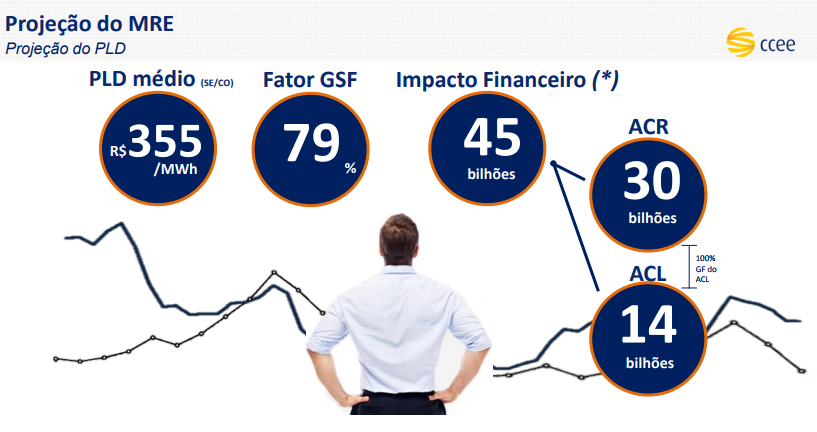 Projeção do MRE
Projeção do PLD
ccee
PLD médio (SE/CO)
R$355
/MWh
Fator GSF
79
%
Impacto Financeiro (*)
45
bilhões
ACR
30
bilhões
100%
GF do
ACL
ACL
14
bilhões